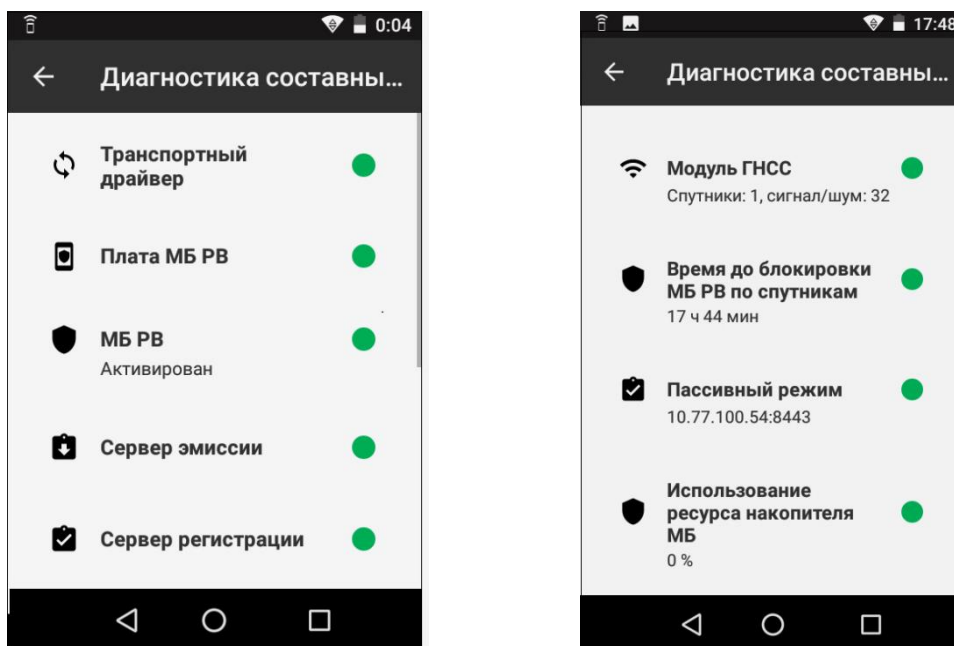 0:04
Диагностика составны...
Транспортный
драйвер
Плата МБ РВ
МБ РВ
Активирован
Сервер эмиссии
Сервер регистрации
17:48
Диагностика составны...
Модуль ГНСС
Спутники: 1, сигнал/шум: 32
Время до блокировки
МБ РВ по спутникам
17 ч 44 мин
Пассивный режим
10.77.100.54:8443
Использование
ресурса накопителя
МБ
0 %